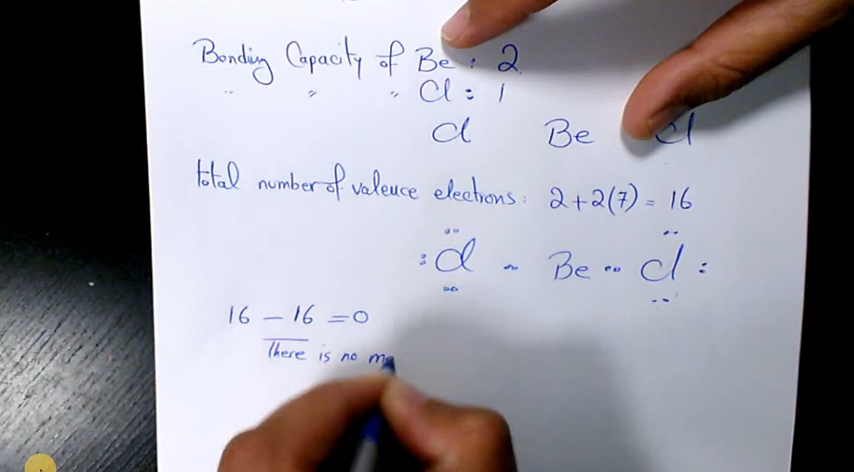 Bonding Capacity of Be : 2
" " " Cl : 1
Cl Be Cl
total number of valence electrons : 2+2(7) = 16
: Cl .. Be .. Cl :
16 – 16 = 0
There is no